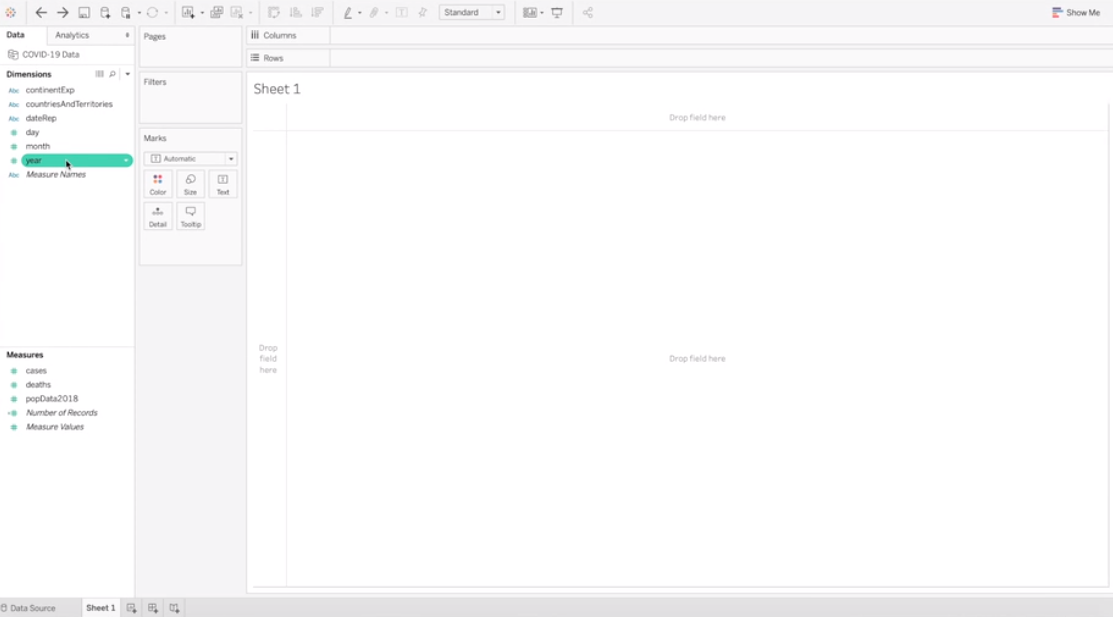 Standard
Show Me
Data
Analytics
Pages
Columns
COVID-19 Data
Rows
Dimensions
Filters
Abc continentExp
Abc countriesAndTerritories
Abc dateRep
day
month
year
Abc Measure Names
Sheet 1
Drop field here
Marks
Automatic
Color
Size
Text
Detail
Tooltip
Drop
field
here
Drop field here
Measures
cases
deaths
popData2018
Number of Records
Measure Values
Data Source
Sheet 1